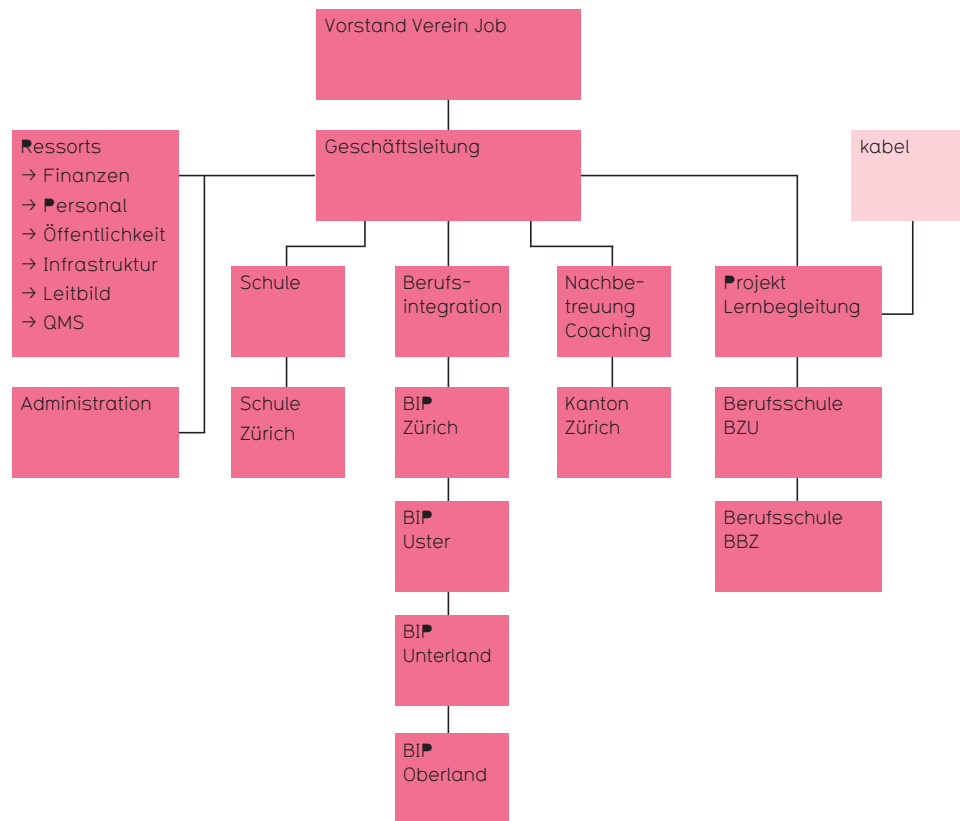 Vorstand Verein Job
Ressorts
→ Finanzen
→ Personal
→ Öffentlichkeit
→ Infrastruktur
→ Leitbild
→ QMS
Geschäftsleitung
kabel
Schule
Berufs-
integration
Nachbe-
treuung
Coaching
Projekt
Lernbegleitung
Administration
Schule
Zürich
BIP
Zürich
Kanton
Zürich
Berufsschule
BZU
BIP
Uster
Berufsschule
BBZ
BIP
Unterland
BIP
Oberland